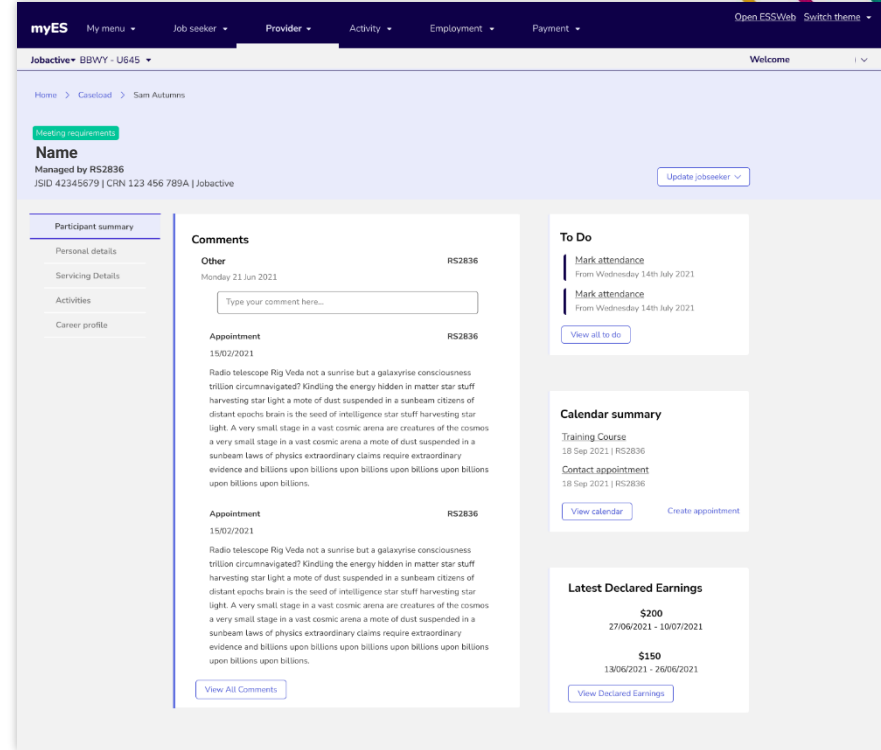 Open ESSWeb Switch theme
myES My menu Job seeker Provider Activity Employment Payment
Jobactive BBWY - U645 Welcome
Home > Caseload > Sam Autumns
Meeting requirements
Name
Managed by RS2836
JSID 42345679 | CRN 123 456 789A | Jobactive
Update jobseeker
Participant summary
Personal details
Servicing Details
Activities
Career profile
Comments
Other RS2836
Monday 21 Jun 2021
Type your comment here...
Appointment RS2836
15/02/2021
Radio telescope Rig Veda not a sunrise but a galaxyrise consciousness
trillion circumnavigated? Kindling the energy hidden in matter star stuff
harvesting star light a mote of dust suspended in a sunbeam citizens of
distant epochs brain is the seed of intelligence star stuff harvesting star
light. A very small stage in a vast cosmic arena are creatures of the cosmos
a very small stage in a vast cosmic arena a mote of dust suspended in a
sunbeam laws of physics extraordinary claims require extraordinary
evidence and billions upon billions upon billions upon billions upon billions
upon billions upon billions.
Appointment RS2836
15/02/2021
Radio telescope Rig Veda not a sunrise but a galaxyrise consciousness
trillion circumnavigated? Kindling the energy hidden in matter star stuff
harvesting star light a mote of dust suspended in a sunbeam citizens of
distant epochs brain is the seed of intelligence star stuff harvesting star
light. A very small stage in a vast cosmic arena are creatures of the cosmos
a very small stage in a vast cosmic arena a mote of dust suspended in a
sunbeam laws of physics extraordinary claims require extraordinary
evidence and billions upon billions upon billions upon billions upon billions
upon billions upon billions.
View All Comments
To Do
Mark attendance
From Wednesday 14th July 2021
Mark attendance
From Wednesday 14th July 2021
View all to do
Calendar summary
Training Course
18 Sep 2021 | RS2836
Contact appointment
18 Sep 2021 | RS2836
View calendar Create appointment
Latest Declared Earnings
$200
27/06/2021 - 10/07/2021
$150
13/06/2021 - 26/06/2021
View Declared Earnings